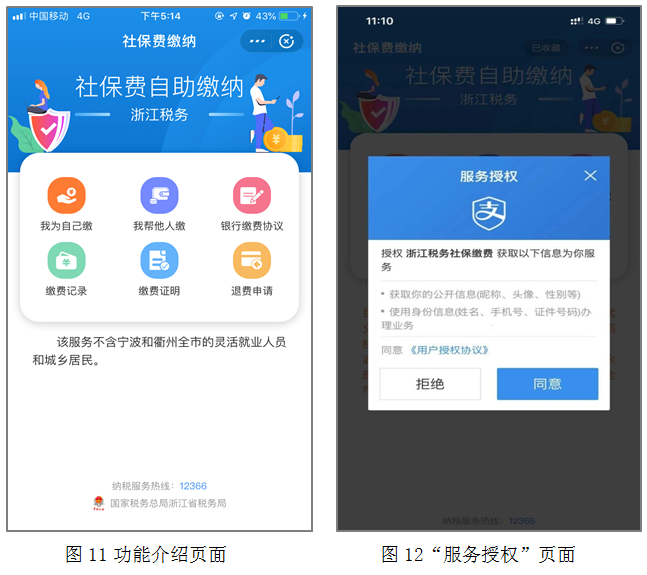 中国移动 4G 下午5:14 43%
社保费缴纳
社保费自助缴纳
浙江税务
我为自己缴 我帮他人缴 银行缴费协议
缴费记录 缴费证明 退费申请
该服务不含宁波和衢州全市的灵活就业人员
和城乡居民。
纳税服务热线：12366
国家税务总局浙江省税务局
图 11 功能介绍页面
11:10 4G
社保费缴纳 已收藏
社保费自助缴纳
浙江税务
服务授权
支
授权 浙江税务社保缴费 获取以下信息为你服
务
• 获取你的公开信息(昵称、头像、性别等)
• 使用身份信息(姓名、手机号、证件号码)办
理业务
同意 《用户授权协议》
拒绝 同意
纳税服务热线：12366
图 12“服务授权”页面